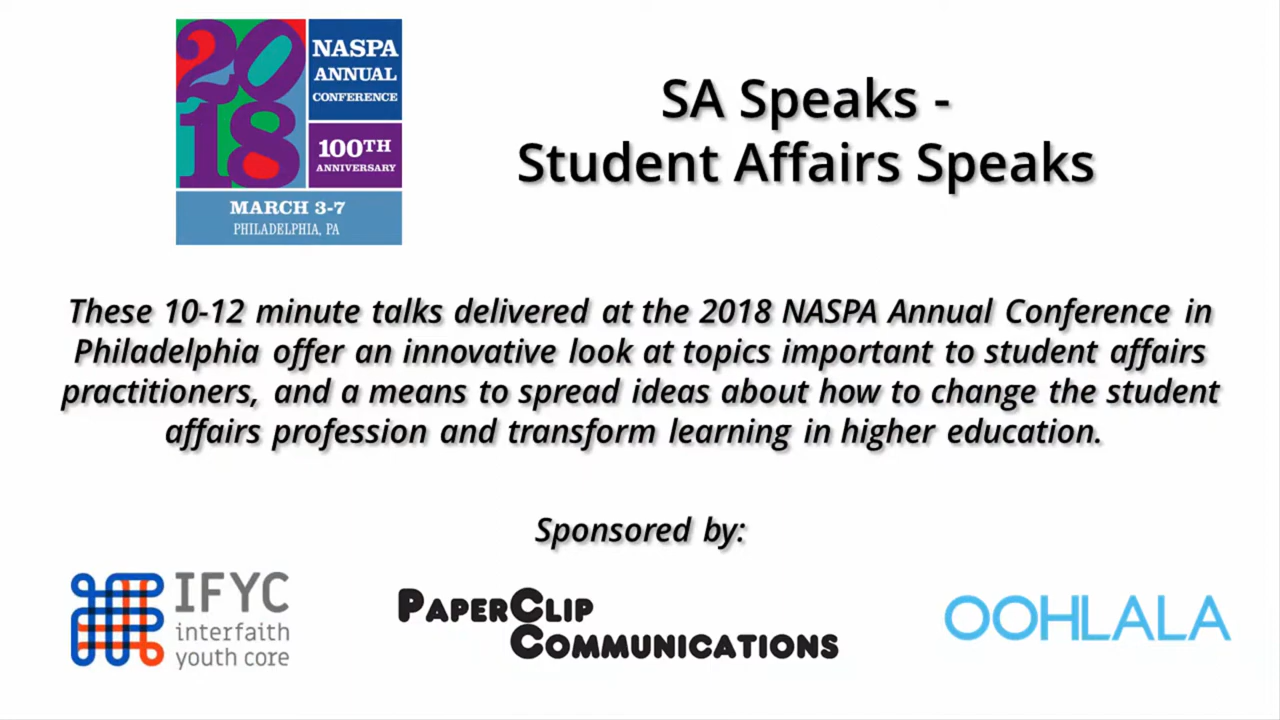 2018
NASPA
ANNUAL
CONFERENCE
100TH
ANNIVERSARY
MARCH 3-7
PHILADELPHIA, PA
SA Speaks -
Student Affairs Speaks
These 10-12 minute talks delivered at the 2018 NASPA Annual Conference in
Philadelphia offer an innovative look at topics important to student affairs
practitioners, and a means to spread ideas about how to change the student
affairs profession and transform learning in higher education.
Sponsored by:
IFYC
interfaith
youth core
PAPERCLIP
COMMUNICATIONS
OOHLALA